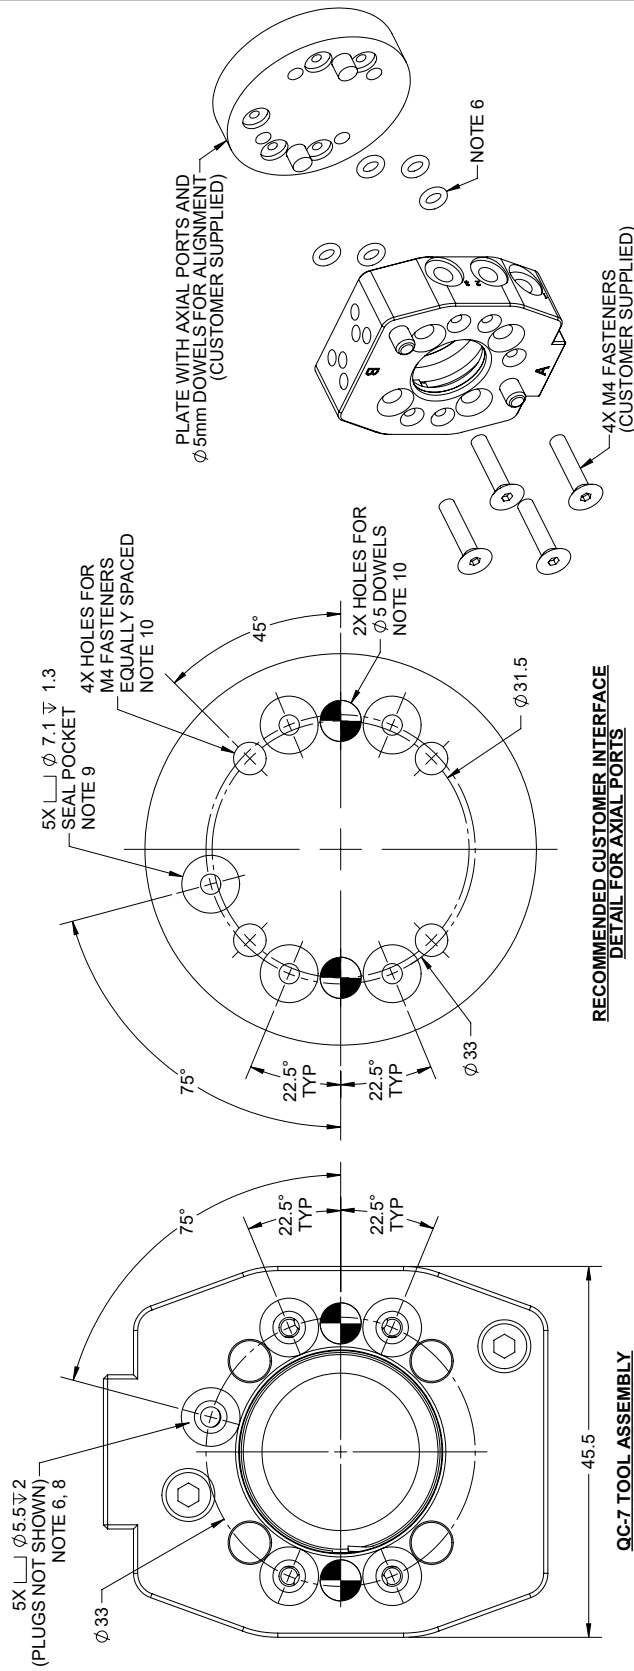 5X ⌴ Ø5.5↧2
(PLUGS NOT SHOWN)
NOTE 6, 8
Ø33
75°
22.5°
TYP
22.5°
TYP
45.5
QC-7 TOOL ASSEMBLY
5X ⌴ Ø 7.1 ↧ 1.3
SEAL POCKET
NOTE 9
4X HOLES FOR
M4 FASTENERS
EQUALLY SPACED
NOTE 10
75°
45°
22.5°
TYP
22.5°
TYP
2X HOLES FOR
Ø 5 DOWELS
NOTE 10
Ø33
Ø31.5
RECOMMENDED CUSTOMER INTERFACE
DETAIL FOR AXIAL PORTS
PLATE WITH AXIAL PORTS AND
Ø 5mm DOWELS FOR ALIGNMENT
(CUSTOMER SUPPLIED)
NOTE 6
B
A
4X M4 FASTENERS
(CUSTOMER SUPPLIED)